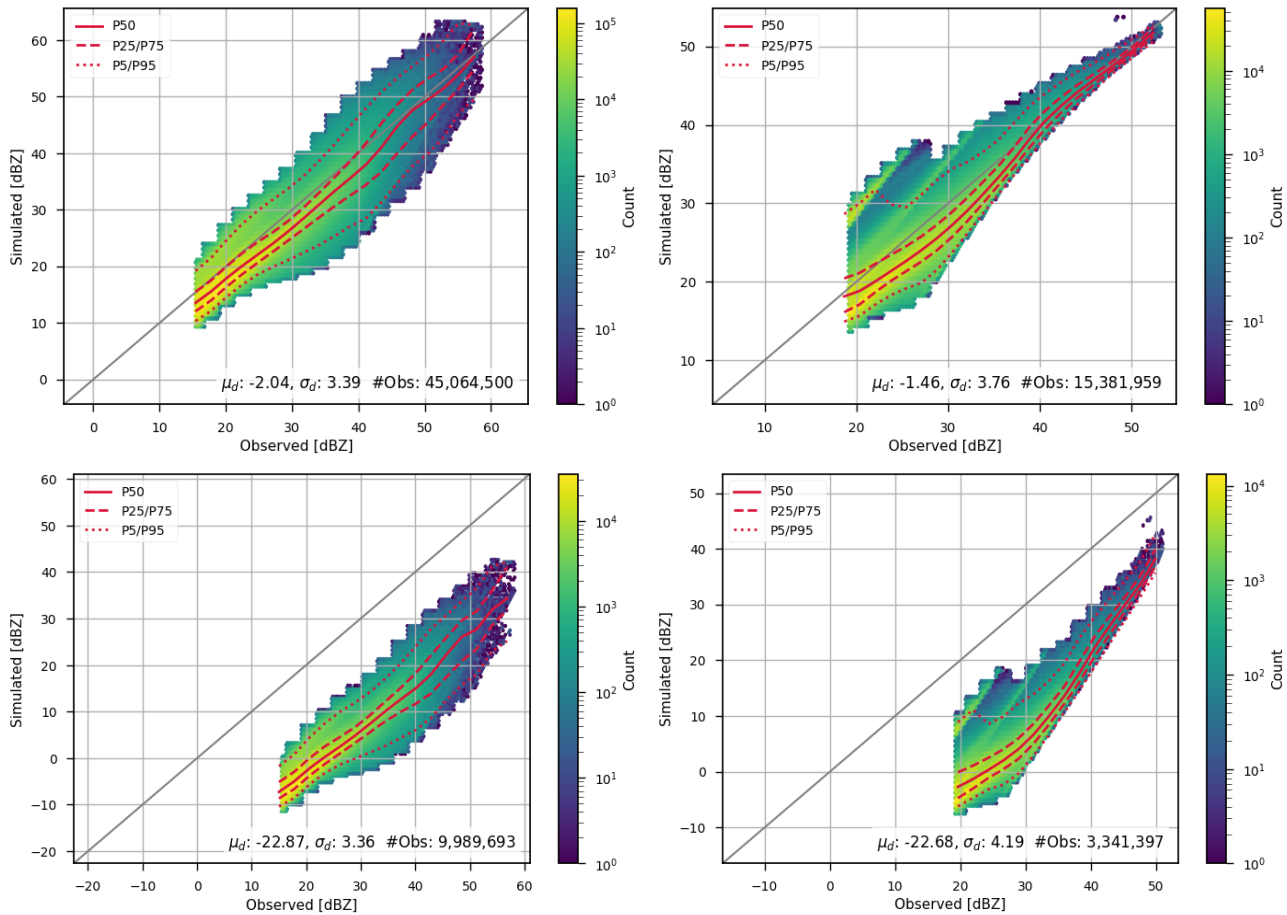 P50
P25/P75
P5/P95
60
50
40
30
20
10
0
Simulated [dBZ]
μd: -2.04, σd: 3.39 #Obs: 45,064,500
0 10 20 30 40 50 60
Observed [dBZ]
10^5
10^4
10^3
10^2
10^1
10^0
Count
P50
P25/P75
P5/P95
50
40
30
20
10
Simulated [dBZ]
μd: -1.46, σd: 3.76 #Obs: 15,381,959
10 20 30 40 50
Observed [dBZ]
10^4
10^3
10^2
10^1
10^0
Count
P50
P25/P75
P5/P95
60
50
40
30
20
10
0
−10
−20
Simulated [dBZ]
μd: -22.87, σd: 3.36 #Obs: 9,989,693
−20 −10 0 10 20 30 40 50 60
Observed [dBZ]
10^4
10^3
10^2
10^1
10^0
Count
P50
P25/P75
P5/P95
50
40
30
20
10
0
−10
Simulated [dBZ]
μd: -22.68, σd: 4.19 #Obs: 3,341,397
−10 0 10 20 30 40 50
Observed [dBZ]
10^4
10^3
10^2
10^1
10^0
Count